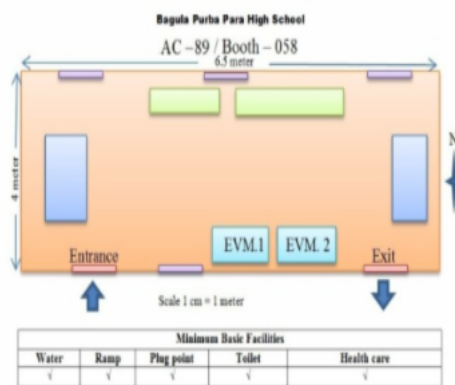 Bagula Purba Para High School
AC – 89 / Booth – 058
6.5 meter
4 meter
N
EVM.1 EVM. 2
Entrance Exit
Scale 1 cm = 1 meter
Minimum Basic Facilities
Water Ramp Plug point Toilet Health care
√ √ √ √ √